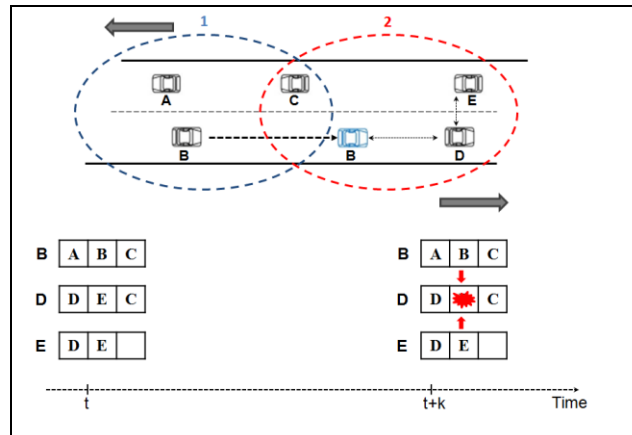 1 2
A C E
B B D
B A B C B A B C
D D E C D D C
E D E E D E
t t+k Time